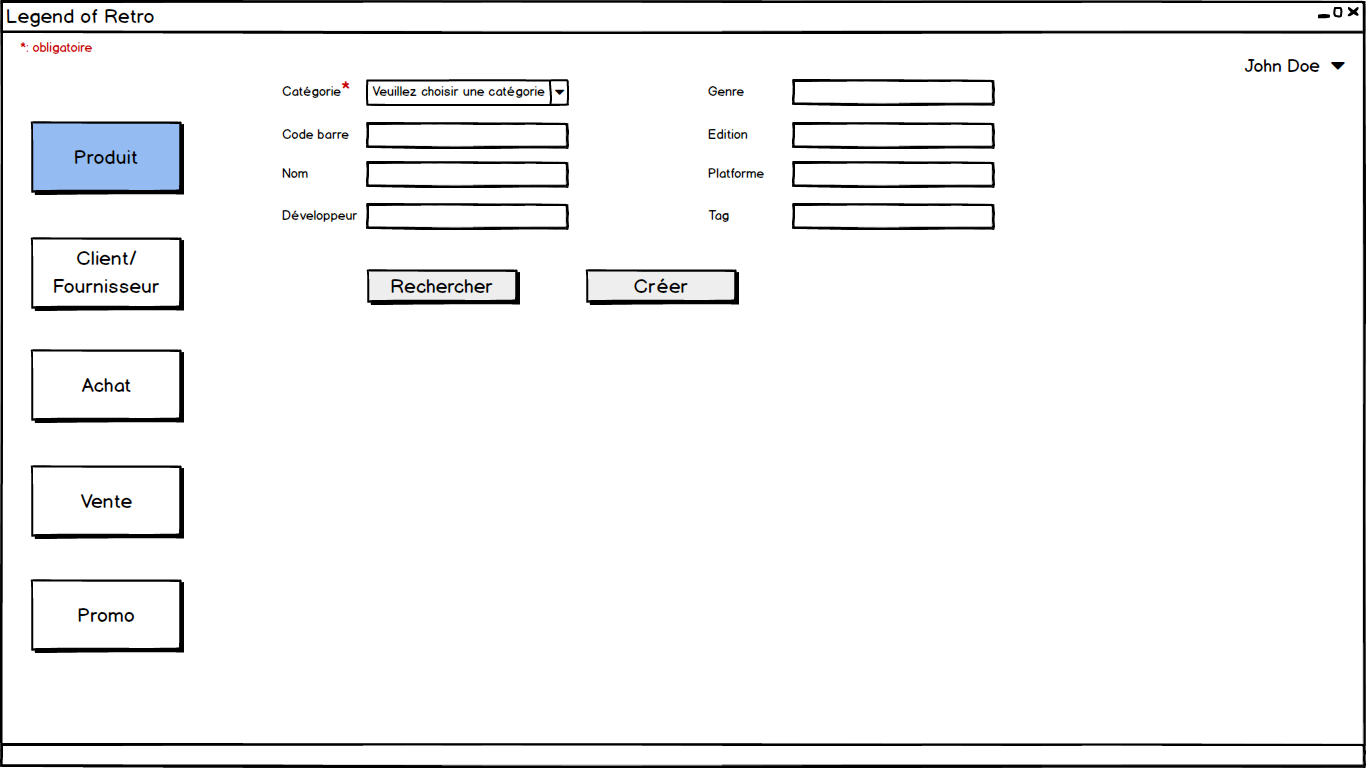 Legend of Retro
*: obligatoire
John Doe
Catégorie* Veuillez choisir une catégorie
Genre
Code barre
Edition
Nom
Platforme
Développeur
Tag
Rechercher
Créer
Produit
Client/
Fournisseur
Achat
Vente
Promo